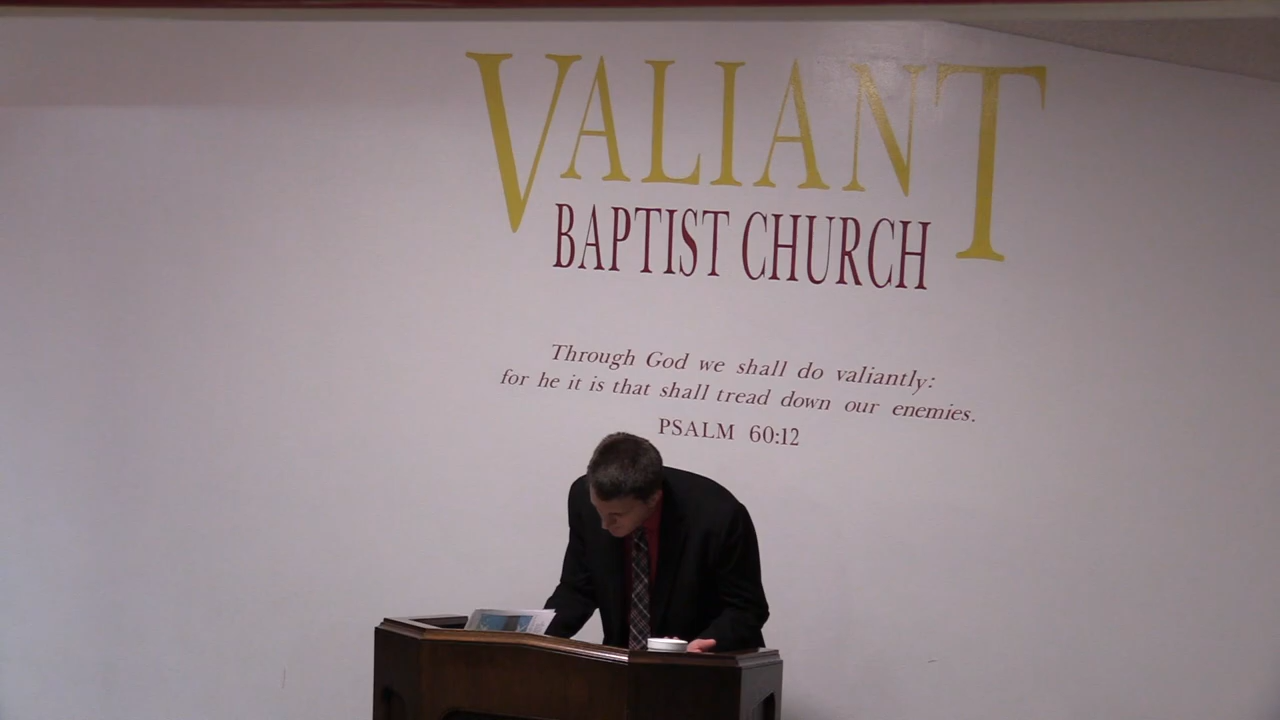 VALIANT
BAPTIST CHURCH
Through God we shall do valiantly:
for he it is that shall tread down our enemies.
PSALM 60:12